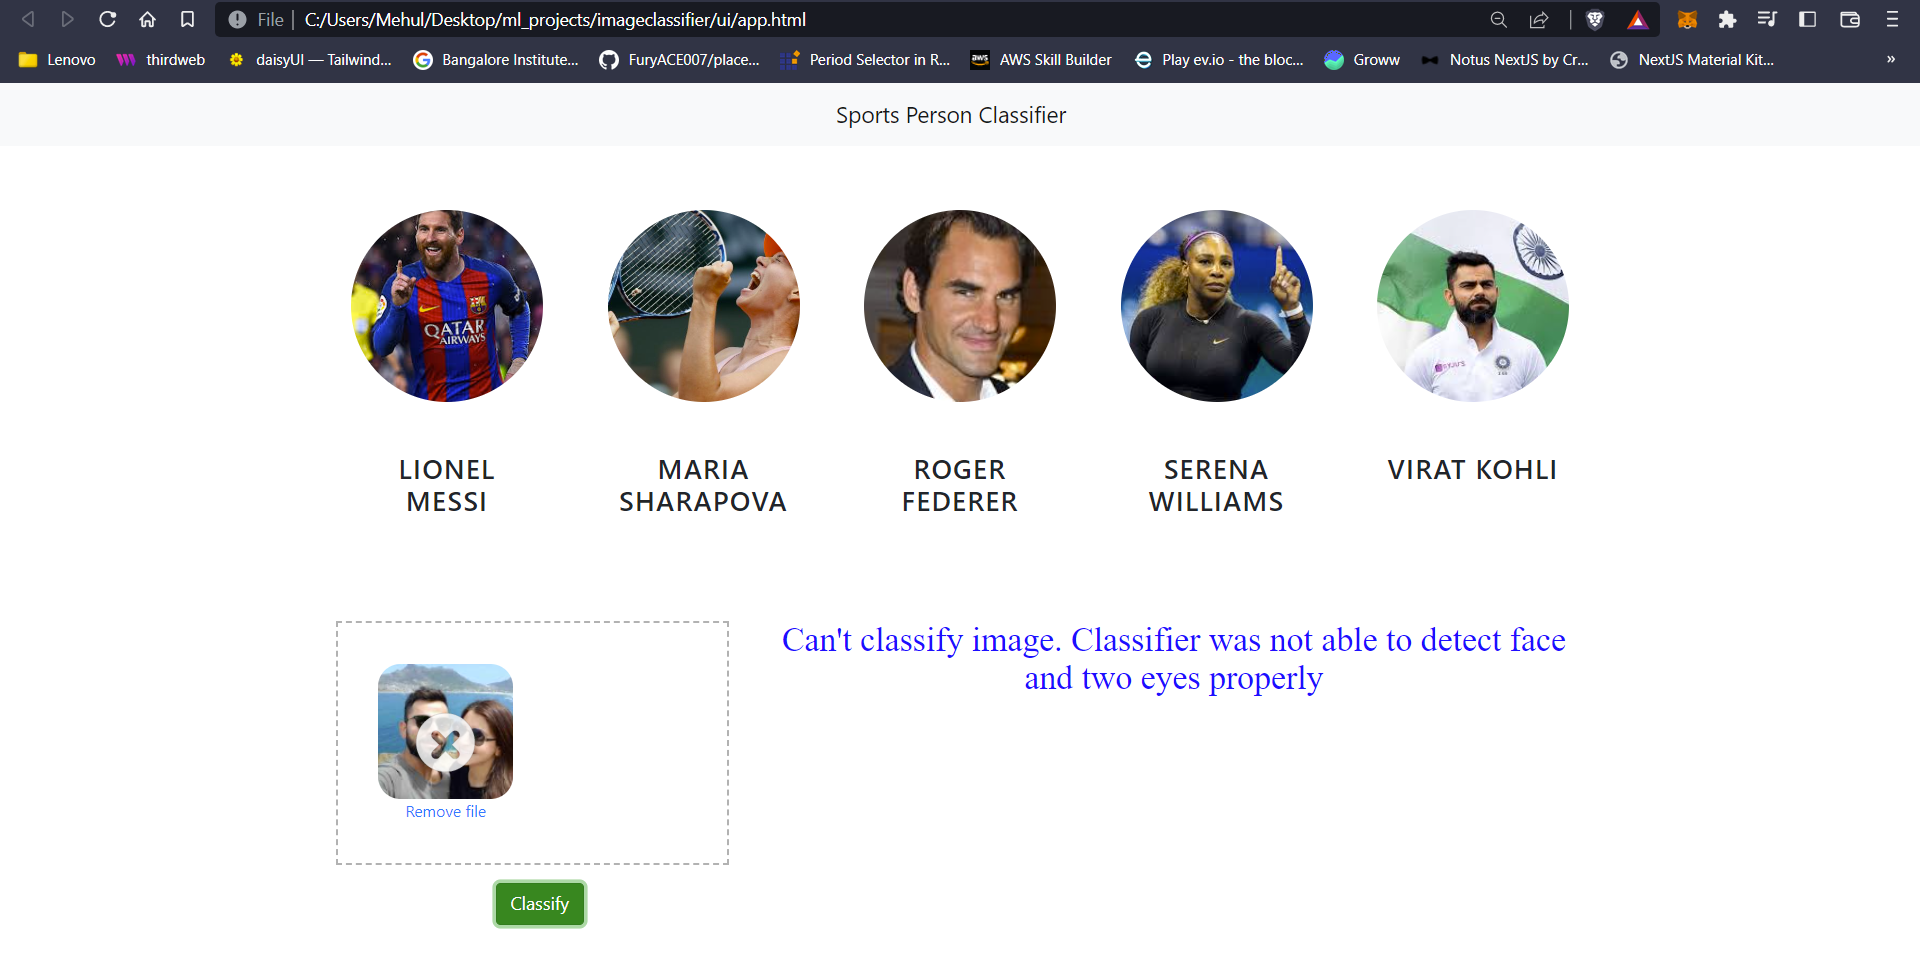 File | C:/Users/Mehul/Desktop/ml_projects/imageclassifier/ui/app.html
Lenovo thirdweb daisyUI — Tailwind... Bangalore Institute... FuryACE007/place... Period Selector in R... aws AWS Skill Builder Play ev.io - the bloc... Groww Notus NextJS by Cr... NextJS Material Kit... »
Sports Person Classifier
QATAR
AIRWAYS
BYJU'S
LIONEL
MESSI
MARIA
SHARAPOVA
ROGER
FEDERER
SERENA
WILLIAMS
VIRAT KOHLI
Can't classify image. Classifier was not able to detect face
and two eyes properly
Remove file
Classify